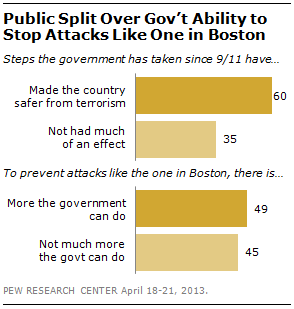 Public Split Over Gov’t Ability to
Stop Attacks Like One in Boston
Steps the government has taken since 9/11 have…
Made the country
safer from terrorism
60
Not had much
of an effect
35
To prevent attacks like the one in Boston, there is…
More the government
can do
49
Not much more
the govt can do
45
PEW RESEARCH CENTER April 18-21, 2013.